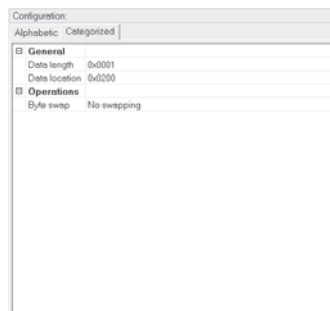 Configuration:
Alphabetic Categorized
General
Data length 0x0001
Data location 0x0200
Operations
Byte swap No swapping